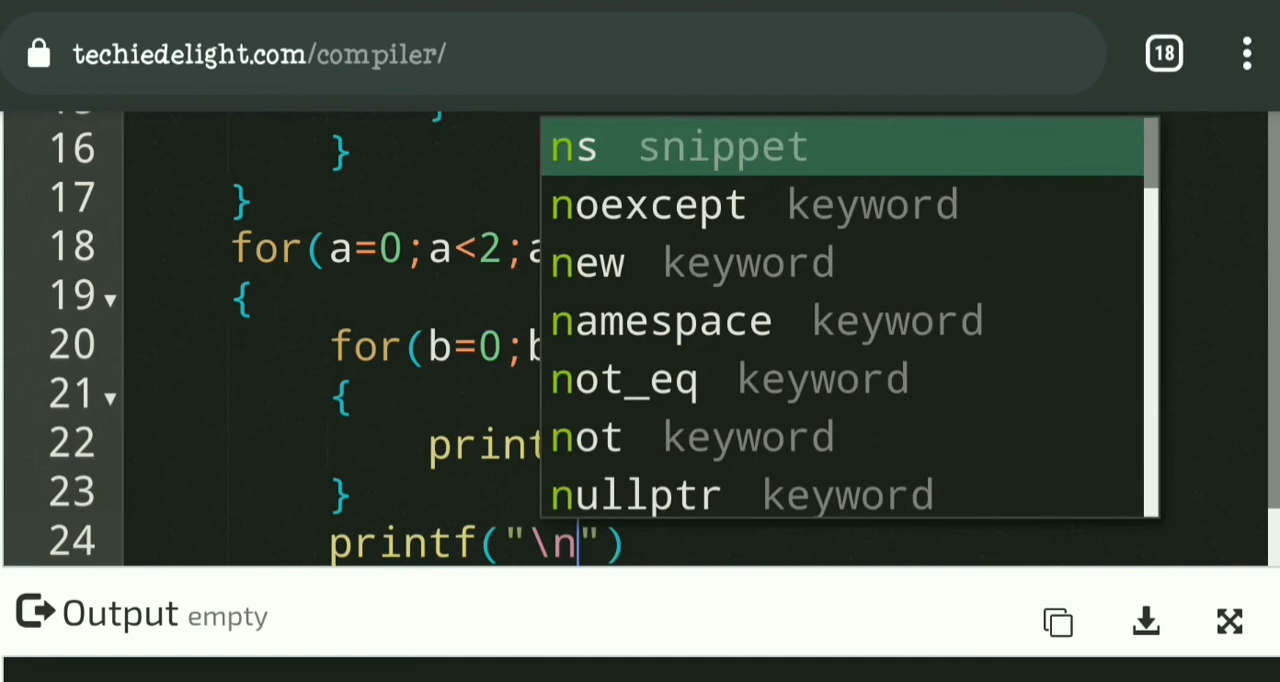 techiedelight.com/compiler/
18
16 }
17 }
18 for(a=0;a<2;a
19 {
20 for(b=0;b
21 {
22 print
23 }
24 printf("\n")
ns snippet
noexcept keyword
new keyword
namespace keyword
not_eq keyword
not keyword
nullptr keyword
Output empty